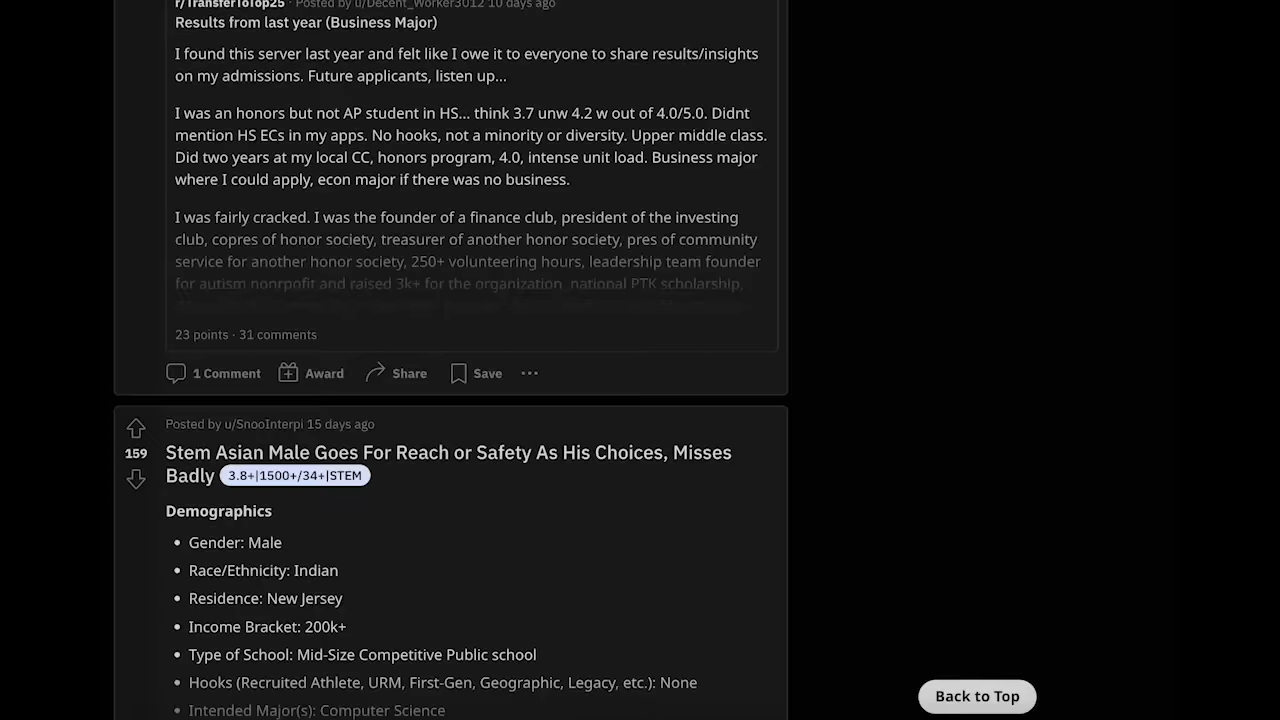 r/TransferToTop25 · Posted by u/Decent_Worker3012 10 days ago
Results from last year (Business Major)
I found this server last year and felt like I owe it to everyone to share results/insights
on my admissions. Future applicants, listen up...
I was an honors but not AP student in HS... think 3.7 unw 4.2 w out of 4.0/5.0. Didnt
mention HS ECs in my apps. No hooks, not a minority or diversity. Upper middle class.
Did two years at my local CC, honors program, 4.0, intense unit load. Business major
where I could apply, econ major if there was no business.
I was fairly cracked. I was the founder of a finance club, president of the investing
club, copres of honor society, treasurer of another honor society, pres of community
service for another honor society, 250+ volunteering hours, leadership team founder
for autism nonrpofit and raised 3k+ for the organization, national PTK scholarship,
23 points · 31 comments
1 Comment Award Share Save ...
Posted by u/SnooInterpi 15 days ago
159 Stem Asian Male Goes For Reach or Safety As His Choices, Misses
Badly 3.8+|1500+/34+|STEM
Demographics
• Gender: Male
• Race/Ethnicity: Indian
• Residence: New Jersey
• Income Bracket: 200k+
• Type of School: Mid-Size Competitive Public school
• Hooks (Recruited Athlete, URM, First-Gen, Geographic, Legacy, etc.): None
• Intended Major(s): Computer Science
Back to Top